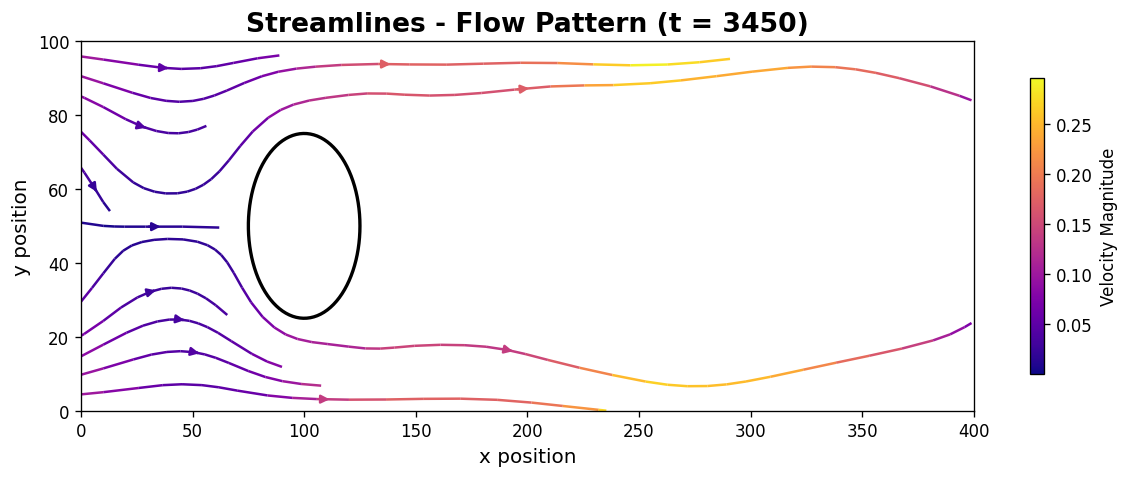 Streamlines - Flow Pattern (t = 3450)
100
80
60
40
20
0
y position
0 50 100 150 200 250 300 350 400
x position
0.25
0.20
0.15
0.10
0.05
Velocity Magnitude